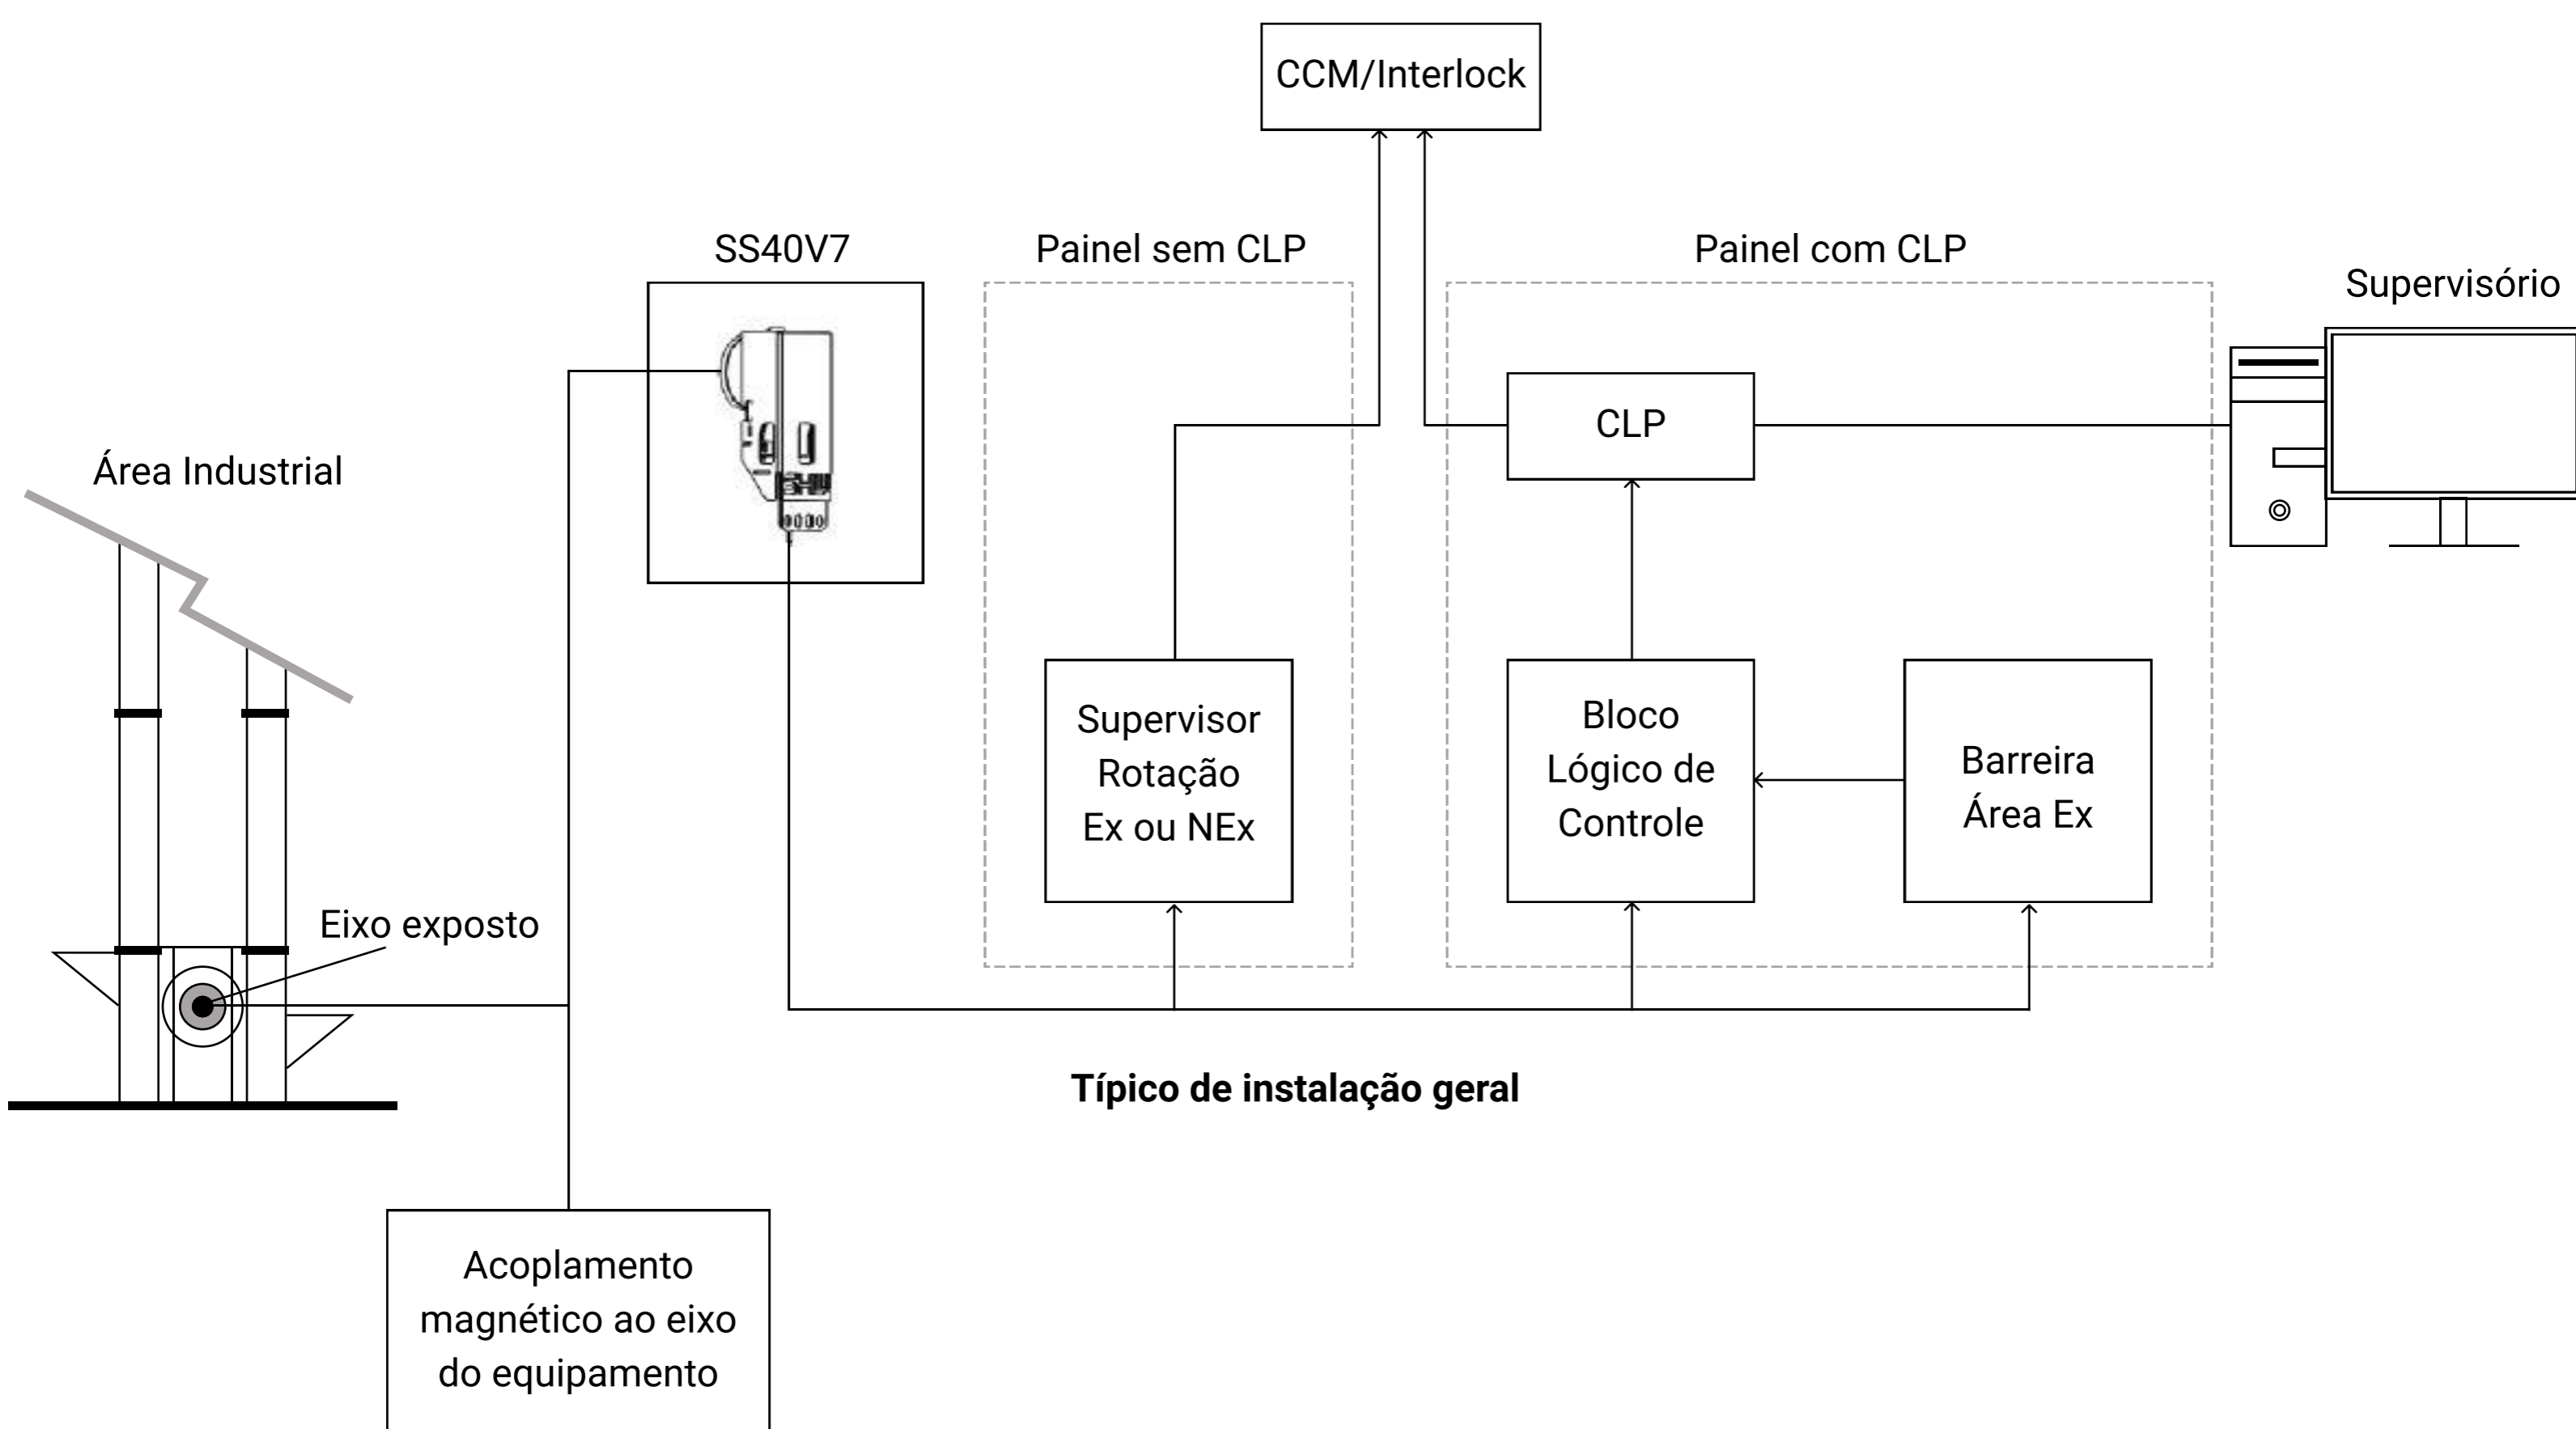 CCM/Interlock
SS40V7
Painel sem CLP
Painel com CLP
Supervisório
CLP
Área Industrial
Supervisor
Rotação
Ex ou NEx
Bloco
Lógico de
Controle
Barreira
Área Ex
Eixo exposto
Típico de instalação geral
Acoplamento
magnético ao eixo
do equipamento